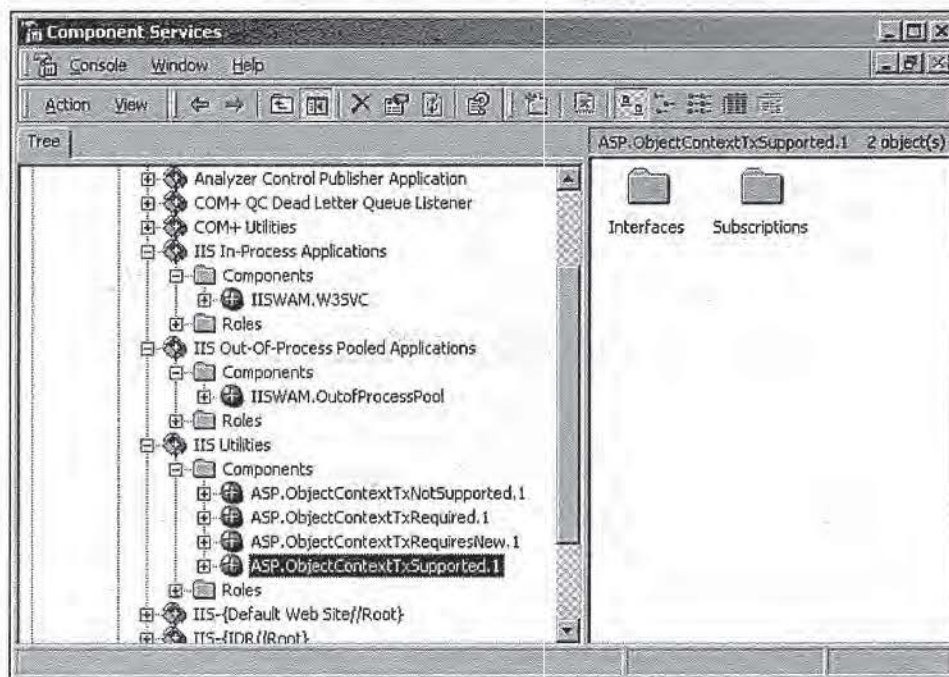 Component Services
Console Window Help
Action View
Tree
ASP.ObjectContextTxSupported.1 2 object(s)
Analyzer Control Publisher Application
COM+ QC Dead Letter Queue Listener
COM+ Utilities
IIS In-Process Applications
Components
IISWAM.W3SVC
Roles
IIS Out-Of-Process Pooled Applications
Components
IISWAM.OutofProcessPool
Roles
IIS Utilities
Components
ASP.ObjectContextTxNotSupported.1
ASP.ObjectContextTxRequired.1
ASP.ObjectContextTxRequiresNew.1
ASP.ObjectContextTxSupported.1
Roles
IIS-{Default Web Site//Root}
IIS-{IDR//Root}
Interfaces Subscriptions